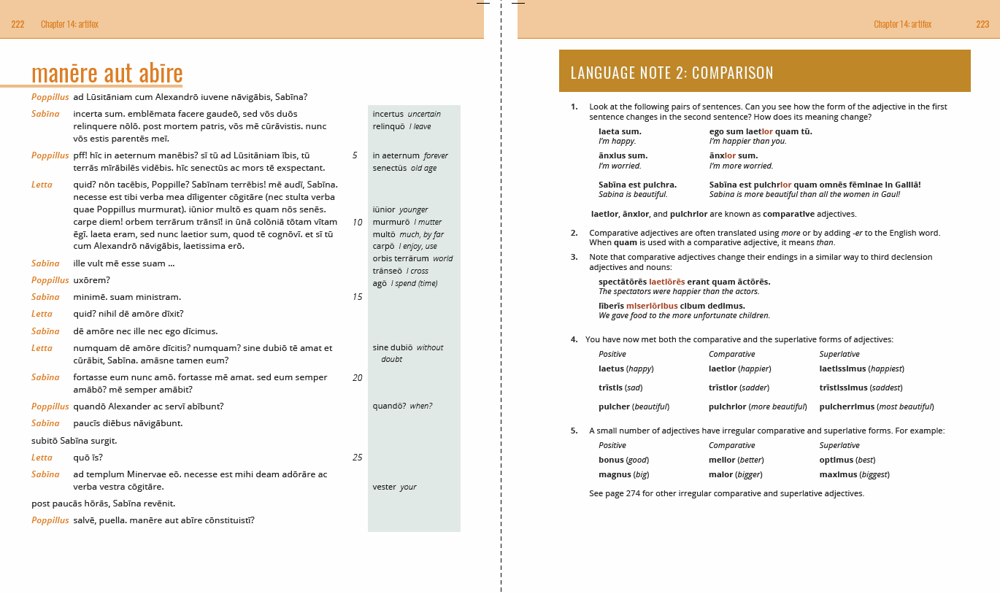 222 Chapter 14: artifex
manēre aut abīre
Poppillus ad Lūsitāniam cum Alexandrō iuvene nāvigābis, Sabīna?
Sabīna incerta sum. emblēmata facere gaudeō, sed vōs duōs
relinquere nōlō. post mortem patris, vōs mē cūrāvistis. nunc
vōs estis parentēs meī.
Poppillus pff! hīc in aeternum manēbis? sī tū ad Lūsitāniam ībis, tū 5
terrās mīrābilēs vidēbis. hīc senectūs ac mors tē exspectant.
Letta quid? nōn tacēbis, Poppille? Sabīnam terrēbis! mē audī, Sabīna.
necesse est tibi verba mea dīligenter cōgitāre (nec stulta verba
quae Poppillus murmurat). iūnior multō es quam nōs senēs.
carpe diem! orbem terrārum trānsī! in ūnā colōniā tōtam vītam 10
ēgī. laeta eram, sed nunc laetior sum, quod tē cognōvī. et sī tū
cum Alexandrō nāvigābis, laetissima erō.
Sabīna ille vult mē esse suam ...
Poppillus uxōrem?
Sabīna minimē. suam ministram. 15
Letta quid? nihil dē amōre dīxit?
Sabīna dē amōre nec ille nec ego dīcimus.
Letta numquam dē amōre dīcitis? numquam? sine dubiō tē amat et
cūrābit, Sabīna. amāsne tamen eum?
Sabīna fortasse eum nunc amō. fortasse mē amat. sed eum semper 20
amābō? mē semper amābit?
Poppillus quandō Alexander ac servī abībunt?
Sabīna paucīs diēbus nāvigābunt.
subitō Sabīna surgit.
Letta quō īs? 25
Sabīna ad templum Minervae eō. necesse est mihi deam adōrāre ac
verba vestra cōgitāre.
post paucās hōrās, Sabīna revēnit.
Poppillus salvē, puella. manēre aut abīre cōnstituistī?
incertus uncertain
relinquō I leave
in aeternum forever
senectūs old age
iūnior younger
murmurō I mutter
multō much, by far
carpō I enjoy, use
orbis terrārum world
trānseō I cross
agō I spend (time)
sine dubiō without
doubt
quandō? when?
vester your
Chapter 14: artifex 223
LANGUAGE NOTE 2: COMPARISON
1. Look at the following pairs of sentences. Can you see how the form of the adjective in the first
sentence changes in the second sentence? How does its meaning change?
laeta sum. ego sum laetior quam tū.
I'm happy. I'm happier than you.
ānxius sum. ānxior sum.
I'm worried. I'm more worried.
Sabīna est pulchra. Sabīna est pulchrior quam omnēs fēminae in Galliā!
Sabina is beautiful. Sabina is more beautiful than all the women in Gaul!
laetior, ānxior, and pulchrior are known as comparative adjectives.
2. Comparative adjectives are often translated using more or by adding -er to the English word.
When quam is used with a comparative adjective, it means than.
3. Note that comparative adjectives change their endings in a similar way to third declension
adjectives and nouns:
spectātōrēs laetiōrēs erant quam āctōrēs.
The spectators were happier than the actors.
līberīs miseriōribus cibum dedimus.
We gave food to the more unfortunate children.
4. You have now met both the comparative and the superlative forms of adjectives:
Positive Comparative Superlative
laetus (happy) laetior (happier) laetissimus (happiest)
trīstis (sad) trīstior (sadder) trīstissimus (saddest)
pulcher (beautiful) pulchrior (more beautiful) pulcherrimus (most beautiful)
5. A small number of adjectives have irregular comparative and superlative forms. For example:
Positive Comparative Superlative
bonus (good) melior (better) optimus (best)
magnus (big) maior (bigger) maximus (biggest)
See page 274 for other irregular comparative and superlative adjectives.